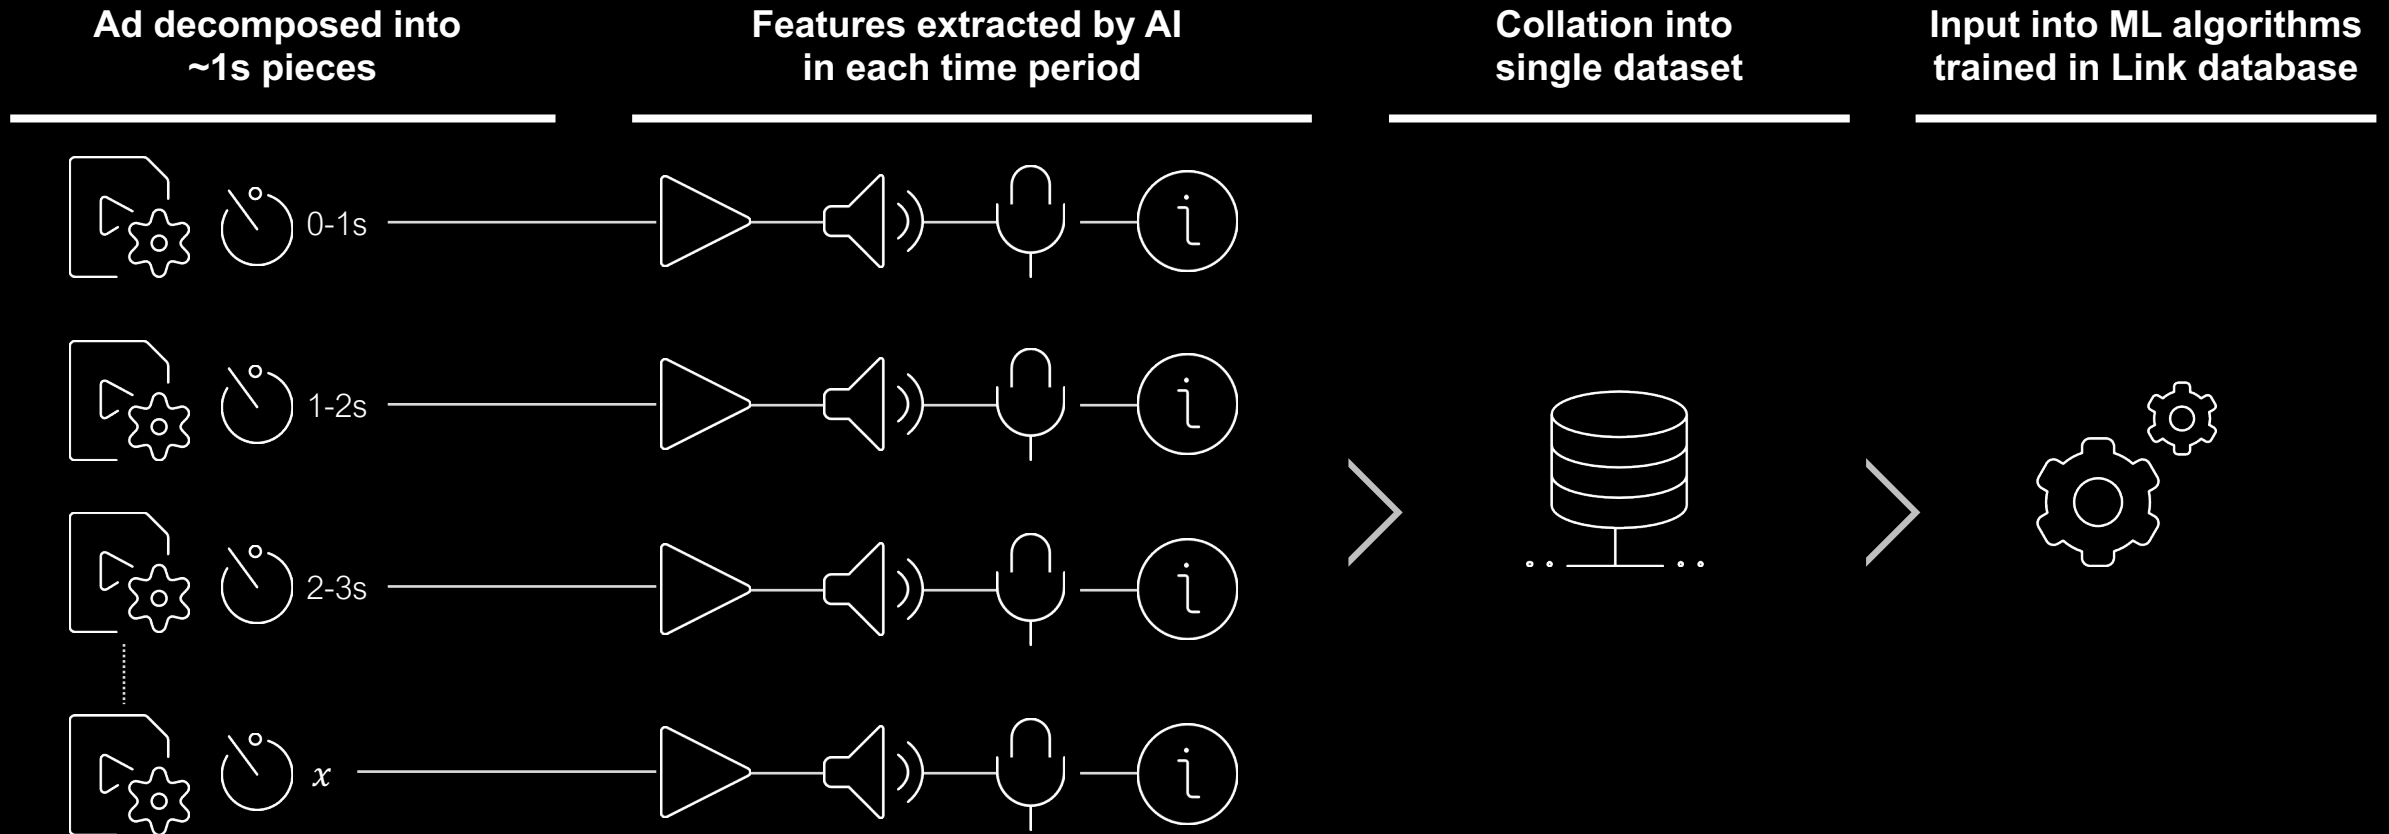 Ad decomposed into
~1s pieces
Features extracted by AI
in each time period
Collation into
single dataset
Input into ML algorithms
trained in Link database
0-1s
1-2s
2-3s
x